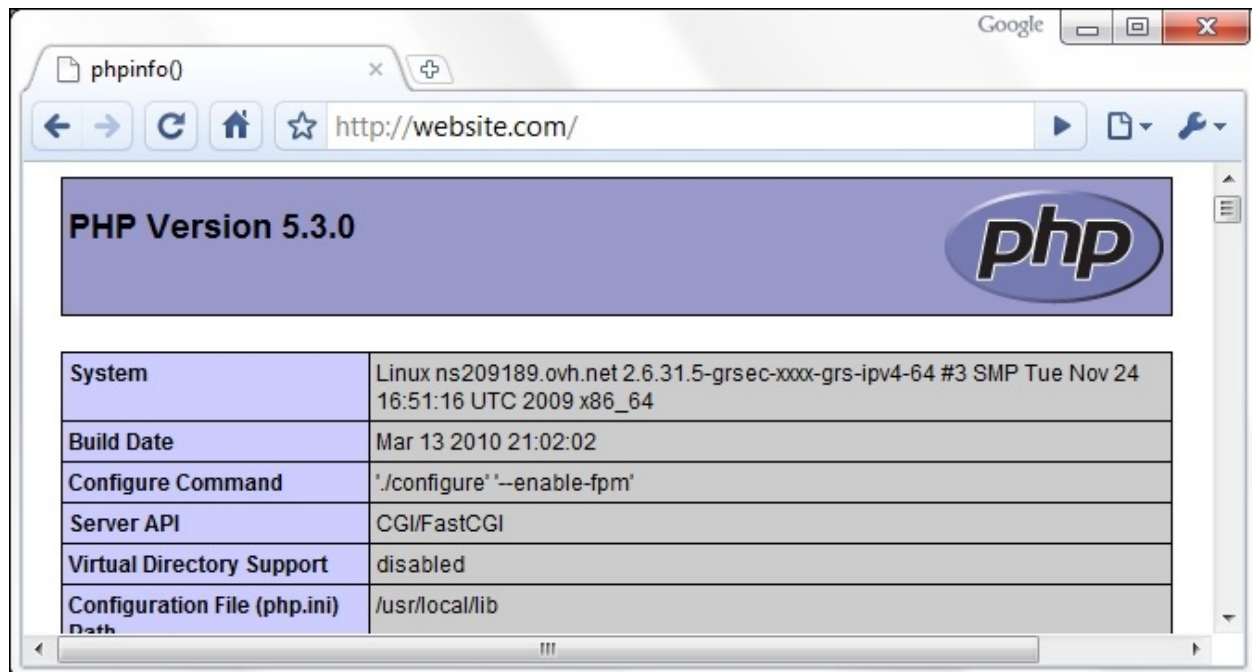 Google
phpinfo()
http://website.com/
PHP Version 5.3.0
php
System
Linux ns209189.ovh.net 2.6.31.5-grsec-xxxx-grs-ipv4-64 #3 SMP Tue Nov 24
16:51:16 UTC 2009 x86_64
Build Date
Mar 13 2010 21:02:02
Configure Command
'./configure' '--enable-fpm'
Server API
CGI/FastCGI
Virtual Directory Support
disabled
Configuration File (php.ini)
Path
/usr/local/lib